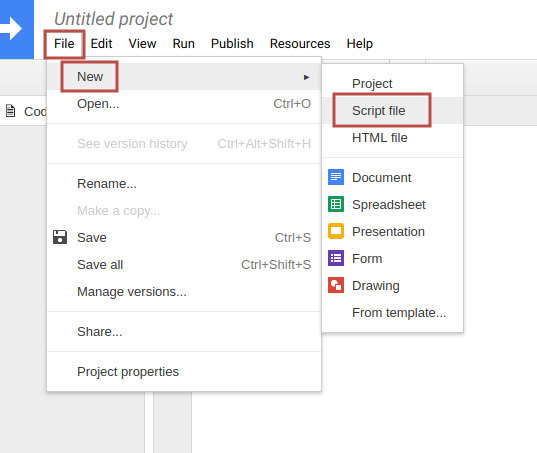 Untitled project
File Edit View Run Publish Resources Help
New
Open... Ctrl+O
See version history Ctrl+Alt+Shift+H
Rename...
Make a copy...
Save Ctrl+S
Save all Ctrl+Shift+S
Manage versions...
Share...
Project properties
Project
Script file
HTML file
Document
Spreadsheet
Presentation
Form
Drawing
From template...